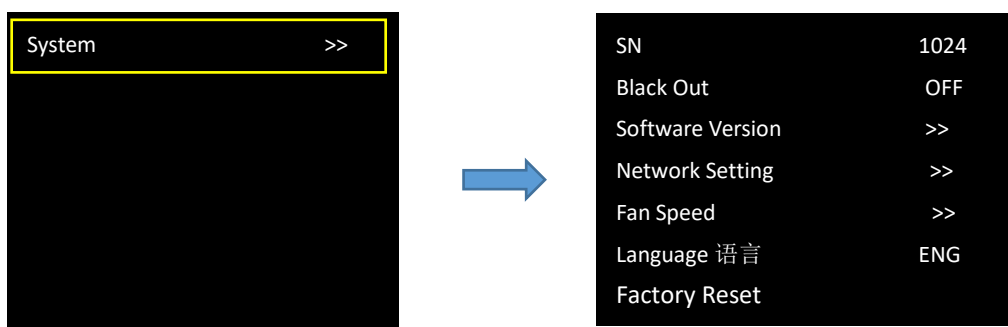 System >>
SN 1024
Black Out OFF
Software Version >>
Network Setting >>
Fan Speed >>
Language 语言 ENG
Factory Reset